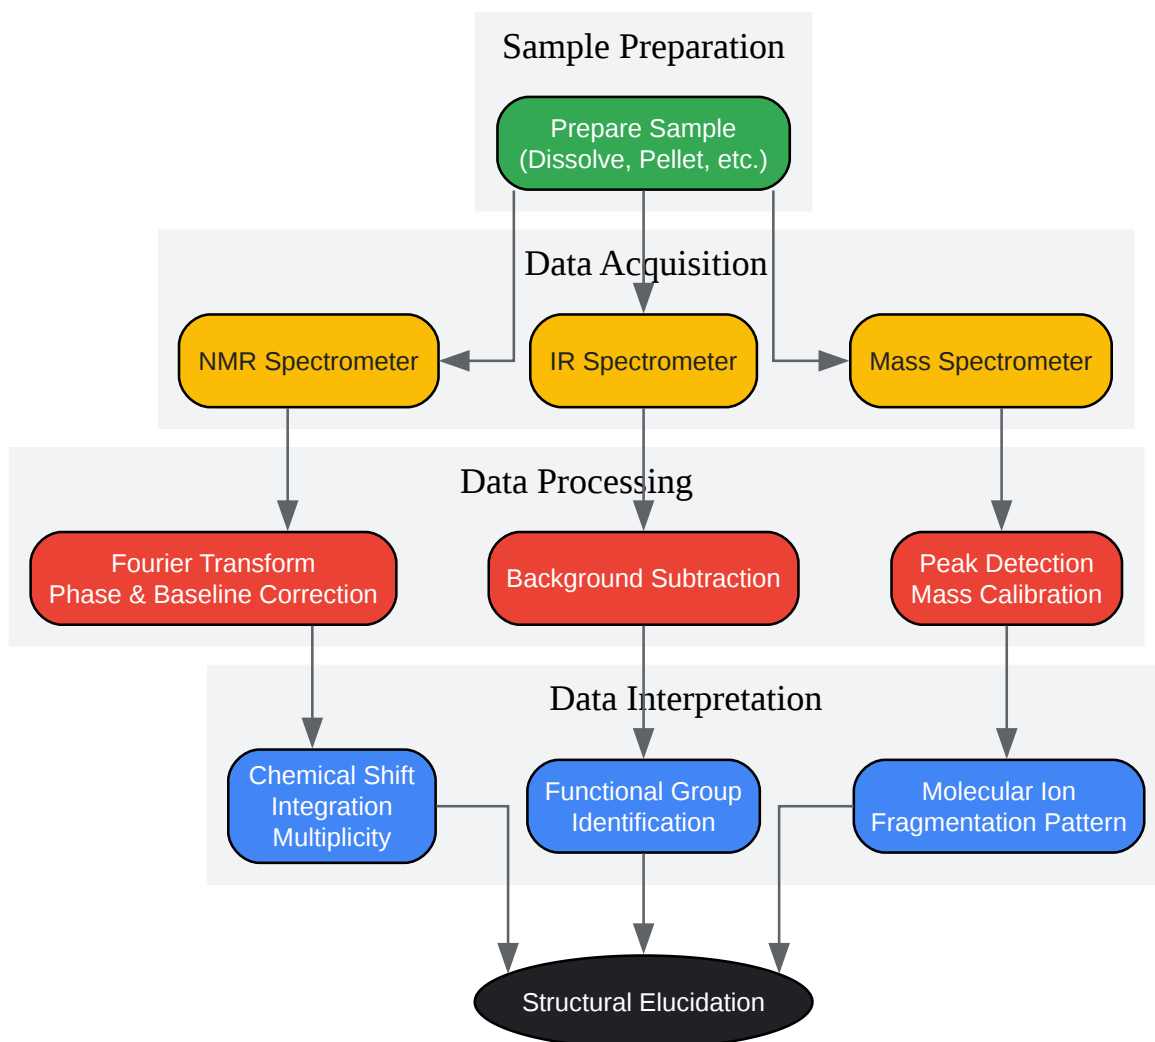 Sample Preparation
Prepare Sample
(Dissolve, Pellet, etc.)
Data Acquisition
NMR Spectrometer
IR Spectrometer
Mass Spectrometer
Data Processing
Fourier Transform
Phase & Baseline Correction
Background Subtraction
Peak Detection
Mass Calibration
Data Interpretation
Chemical Shift
Integration
Multiplicity
Functional Group
Identification
Molecular Ion
Fragmentation Pattern
Structural Elucidation